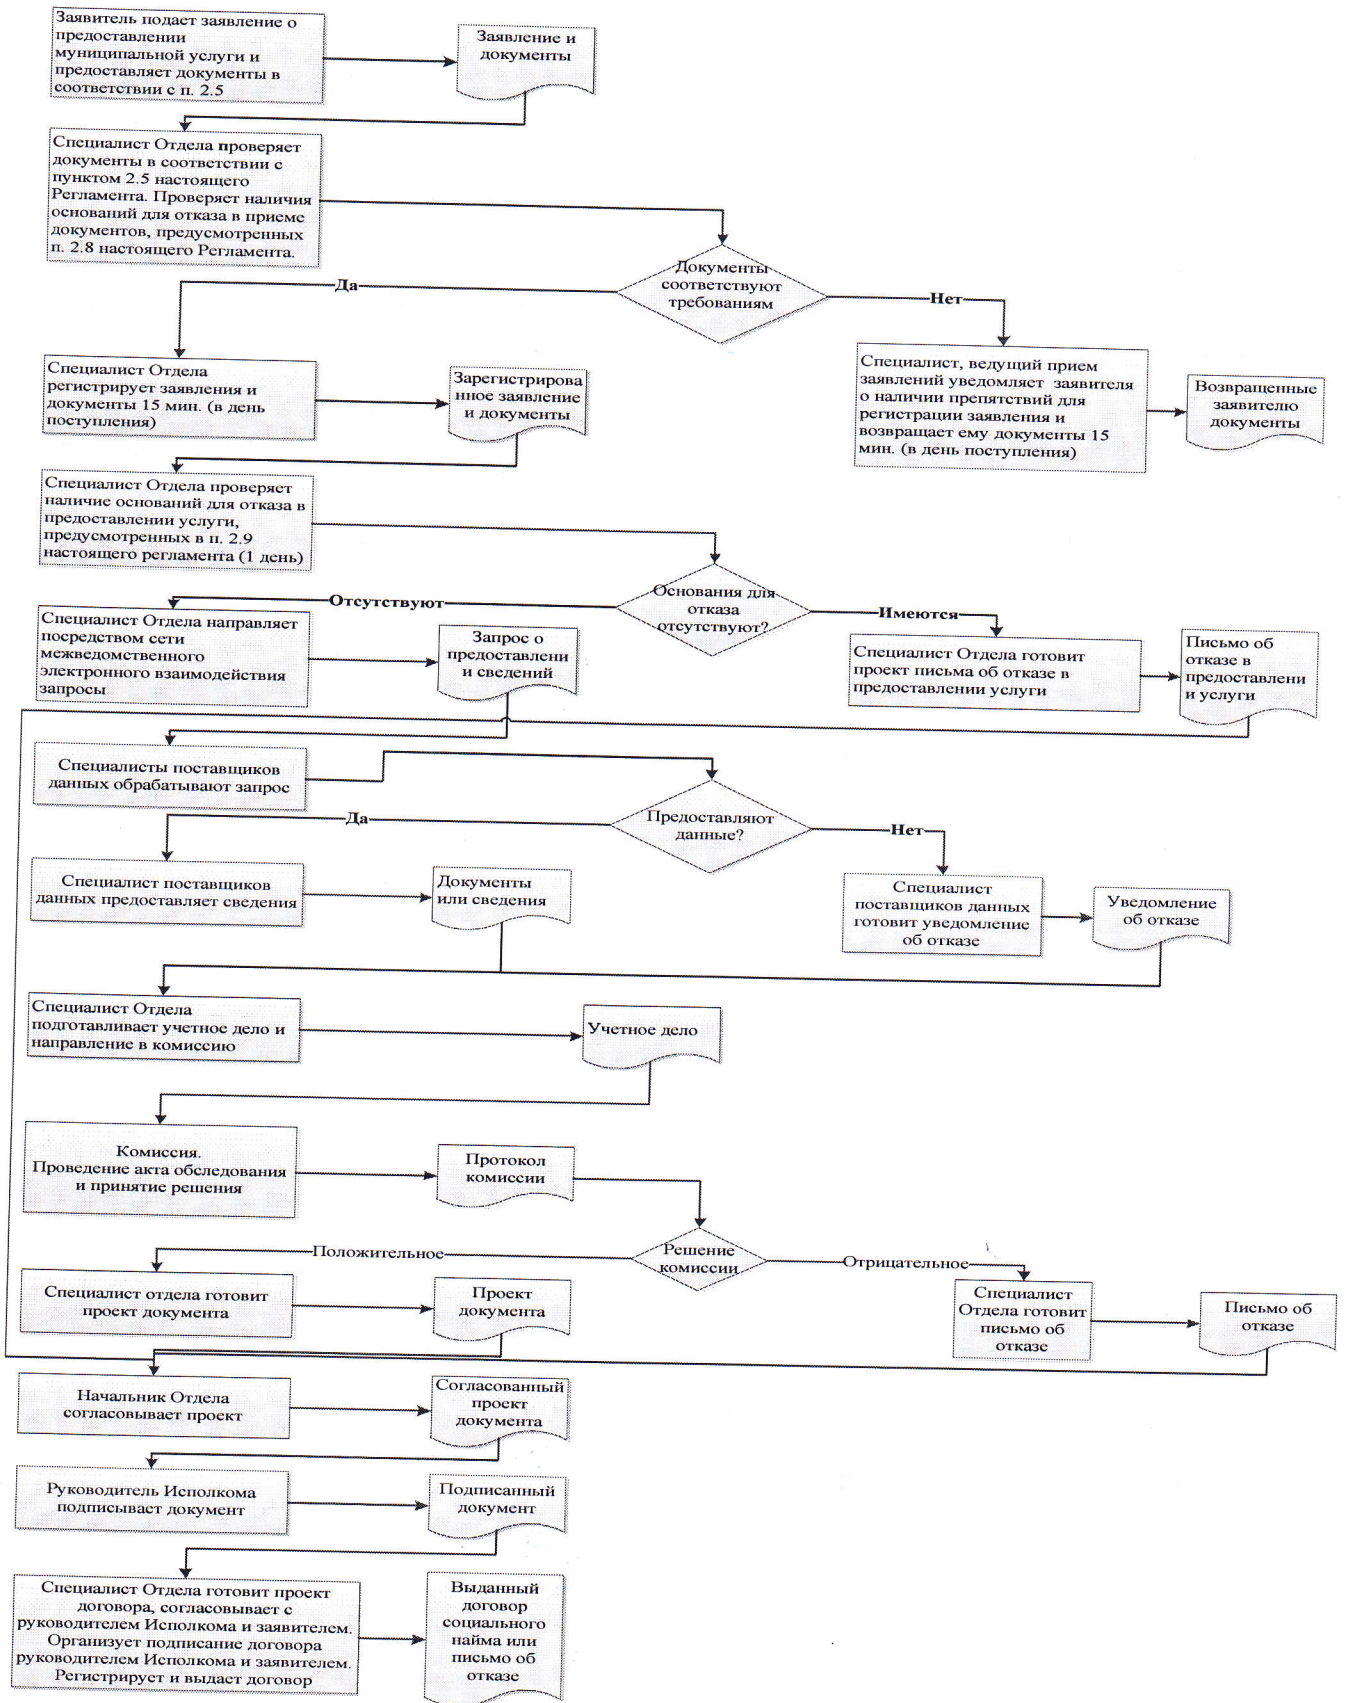 Заявитель подает заявление о
предоставлении
муниципальной услуги и
предоставляет документы в
соответствии с п. 2.5
Заявление и
документы
Специалист Отдела проверяет
документы в соответствии с
пунктом 2.5 настоящего
Регламента. Проверяет наличия
оснований для отказа в приеме
документов, предусмотренных
п. 2.8 настоящего Регламента.
Документы
соответствуют
требованиям
Да
Нет
Специалист Отдела
регистрирует заявления и
документы 15 мин. (в день
поступления)
Зарегистрирова
нное заявление
и документы
Специалист, ведущий прием
заявлений уведомляет заявителя
о наличии препятствий для
регистрации заявления и
возвращает ему документы 15
мин. (в день поступления)
Возвращенные
заявителю
документы
Специалист Отдела проверяет
наличие оснований для отказа в
предоставлении услуги,
предусмотренных в п. 2.9
настоящего регламента (1 день)
Основания для
отказа
отсутствуют?
Отсутствуют
Имеются
Специалист Отдела направляет
посредством сети
межведомственного
электронного взаимодействия
запросы
Запрос о
предоставлени
и сведений
Специалист Отдела готовит
проект письма об отказе в
предоставлении услуги
Письмо об
отказе в
предоставлени
и услуги
Специалисты поставщиков
данных обрабатывают запрос
Предоставляют
данные?
Да
Нет
Специалист поставщиков
данных предоставляет сведения
Документы
или сведения
Специалист
поставщиков данных
готовит уведомление
об отказе
Уведомление
об отказе
Специалист Отдела
подготавливает учетное дело и
направление в комиссию
Учетное дело
Комиссия.
Проведение акта обследования
и принятие решения
Протокол
комиссии
Решение
комиссии
Положительное
Отрицательное
Специалист отдела готовит
проект документа
Проект
документа
Специалист
Отдела готовит
письмо об
отказе
Письмо об
отказе
Начальник Отдела
согласовывает проект
Согласованный
проект
документа
Руководитель Исполкома
подписывает документ
Подписанный
документ
Специалист Отдела готовит проект
договора, согласовывает с
руководителем Исполкома и заявителем.
Организует подписание договора
руководителем Исполкома и заявителем.
Регистрирует и выдает договор
Выданный
договор
социального
найма или
письмо об
отказе